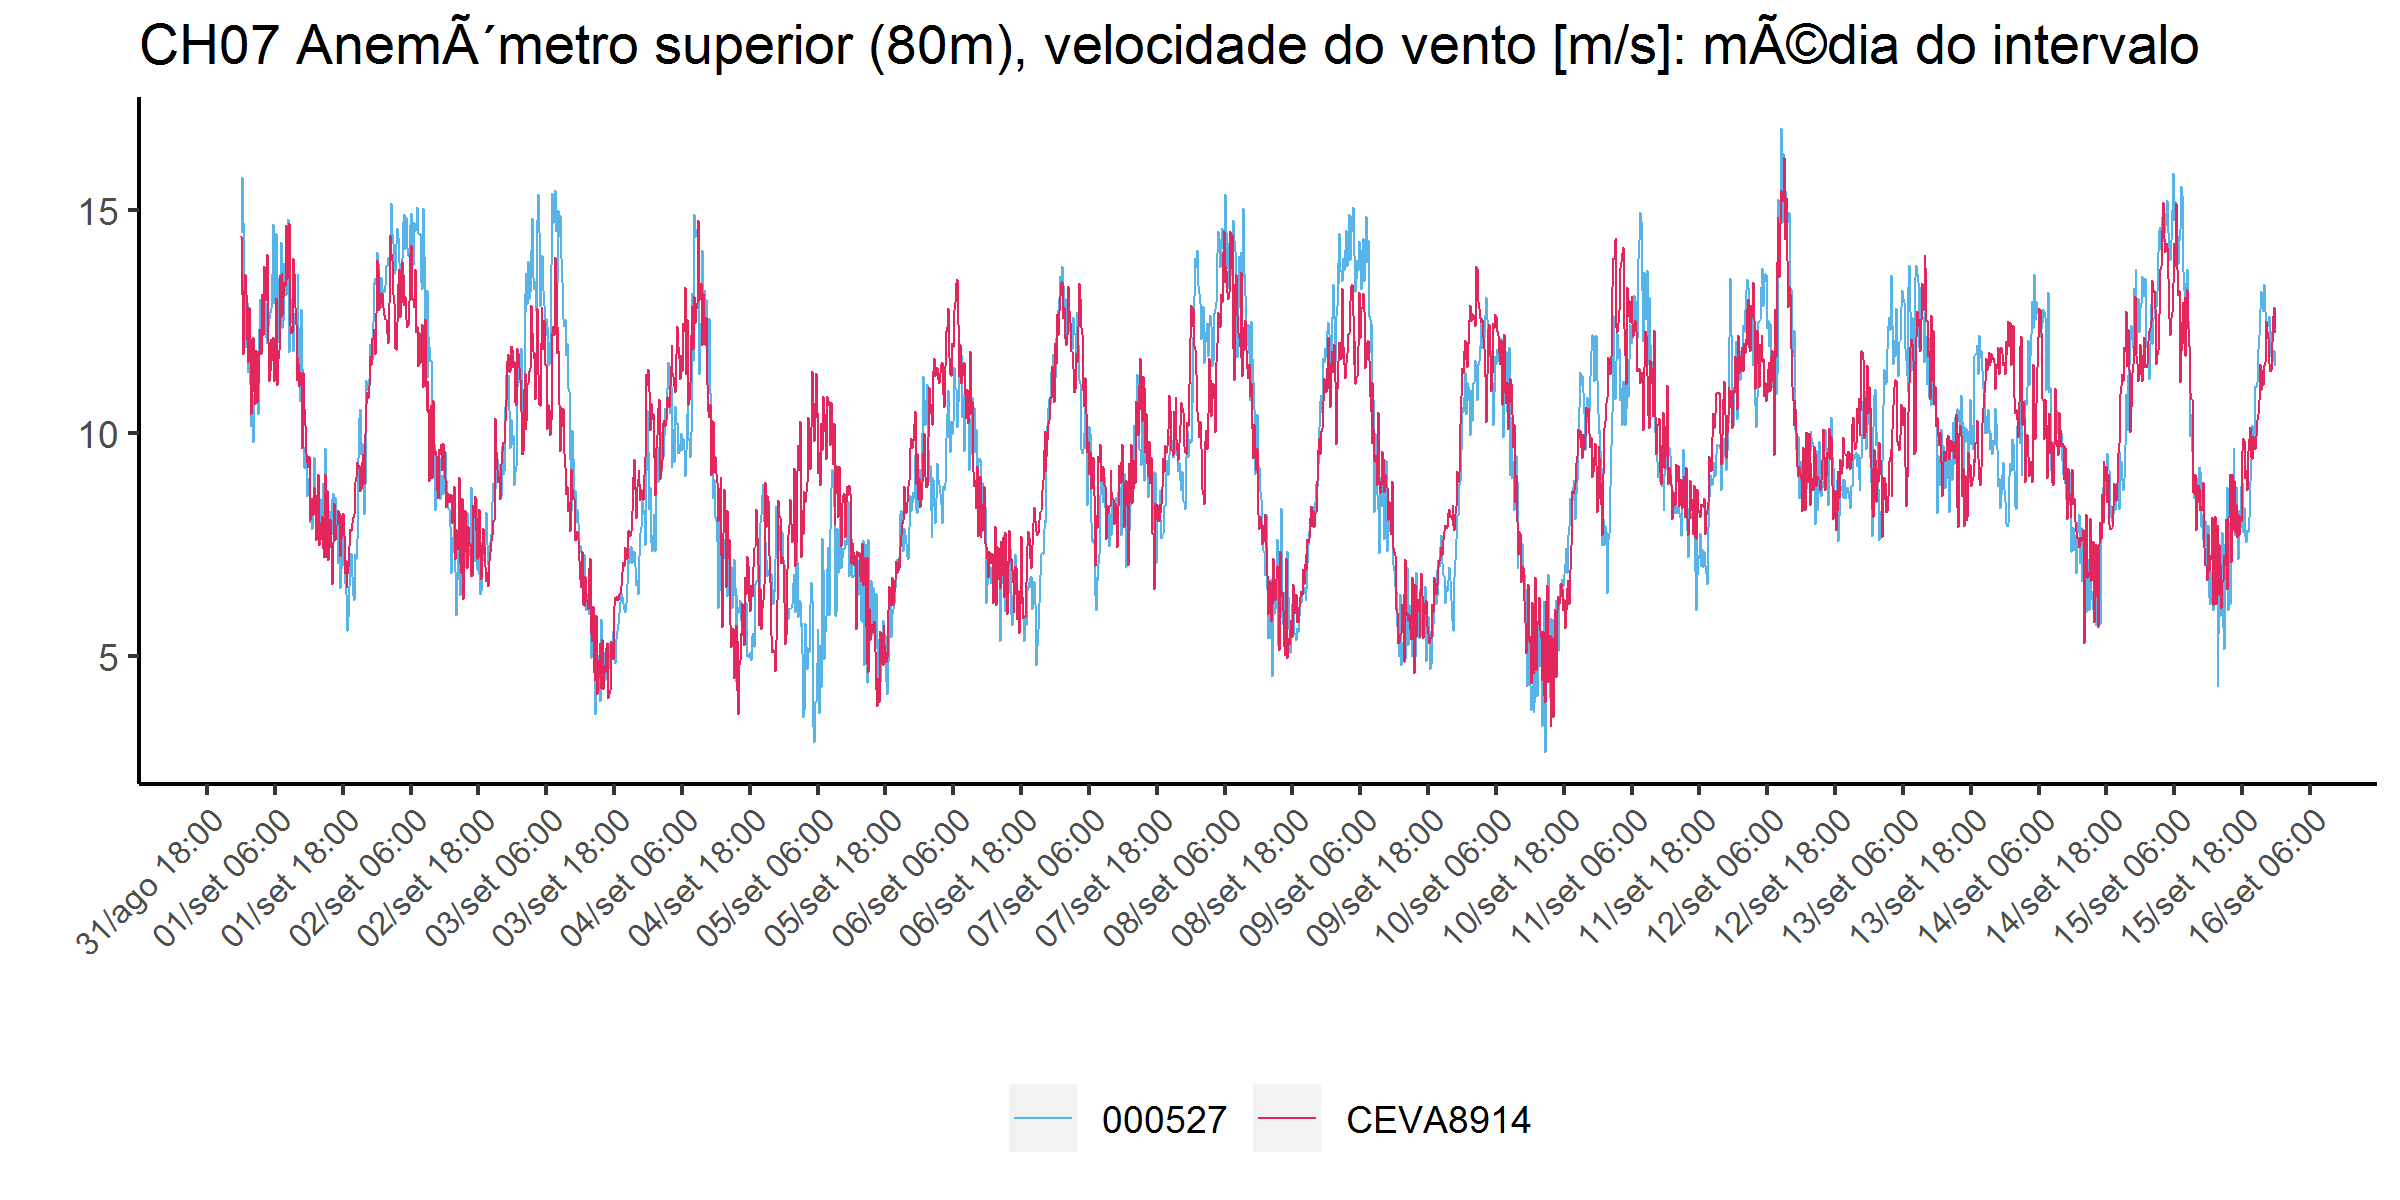 CH07 AnemÃ´metro superior (80m), velocidade do vento [m/s]: mÃ©dia do intervalo
15
10
5
31/ago 18:00
01/set 06:00
01/set 18:00
02/set 06:00
02/set 18:00
03/set 06:00
03/set 18:00
04/set 06:00
04/set 18:00
05/set 06:00
05/set 18:00
06/set 06:00
06/set 18:00
07/set 06:00
07/set 18:00
08/set 06:00
08/set 18:00
09/set 06:00
09/set 18:00
10/set 06:00
10/set 18:00
11/set 06:00
11/set 18:00
12/set 06:00
12/set 18:00
13/set 06:00
13/set 18:00
14/set 06:00
14/set 18:00
15/set 06:00
15/set 18:00
16/set 06:00
000527
CEVA8914